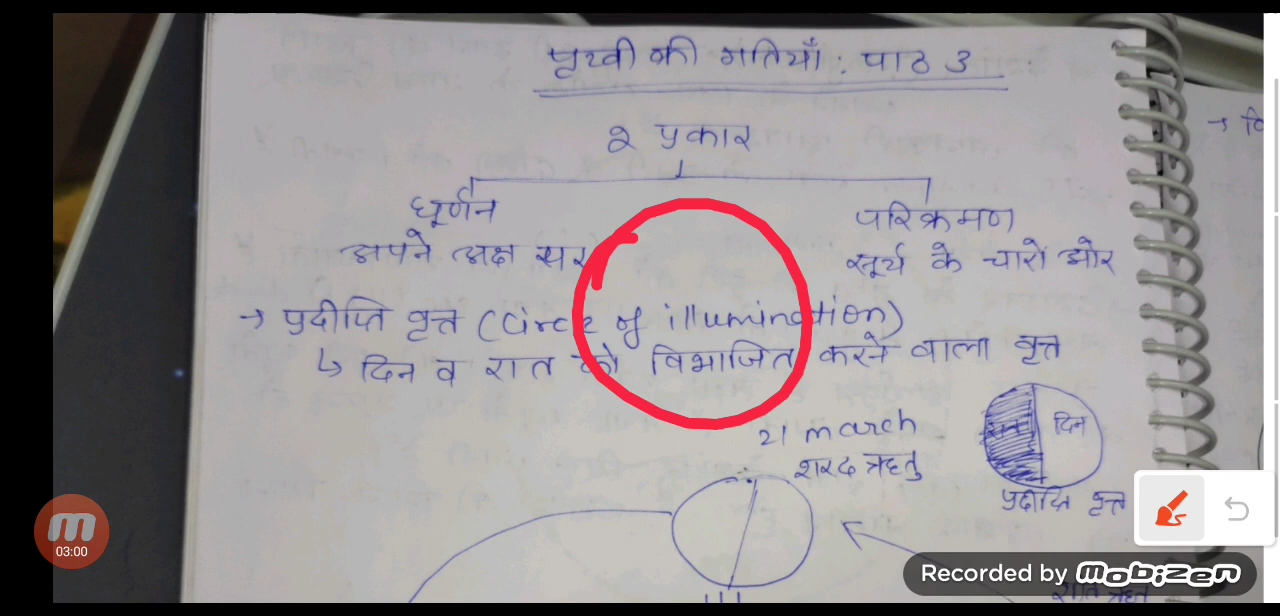 पृथ्वी की गतियाँ : पाठ 3
2 प्रकार
घूर्णन
परिक्रमण
अपने अक्ष पर
सूर्य के चारो ओर
→ प्रदीप्ति वृत्त (Circle of illumination)
↳ दिन व रात को विभाजित करने वाला वृत्त
21 march
शरद ऋतु
रात दिन
प्रदीप्ति वृत्त
03:00
Recorded by mobizen
ऋतु